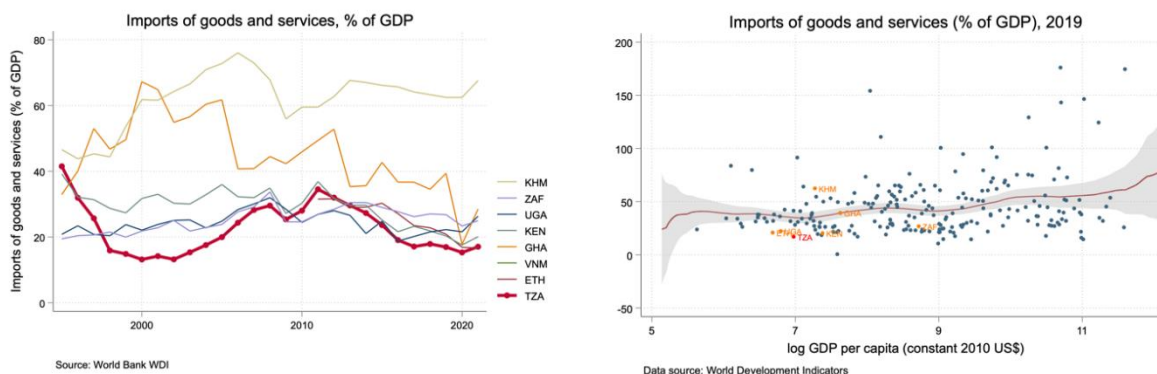 Imports of goods and services, % of GDP
Imports of goods and services (% of GDP)
80
60
40
20
0
2000
2010
2020
KHM
ZAF
UGA
KEN
GHA
VNM
ETH
TZA
Source: World Bank WDI
Imports of goods and services (% of GDP), 2019
200
150
100
50
0
-50
KHM
GHA
ZAF
KEN
TZA
5
7
9
11
log GDP per capita (constant 2010 US$)
Data source: World Development Indicators